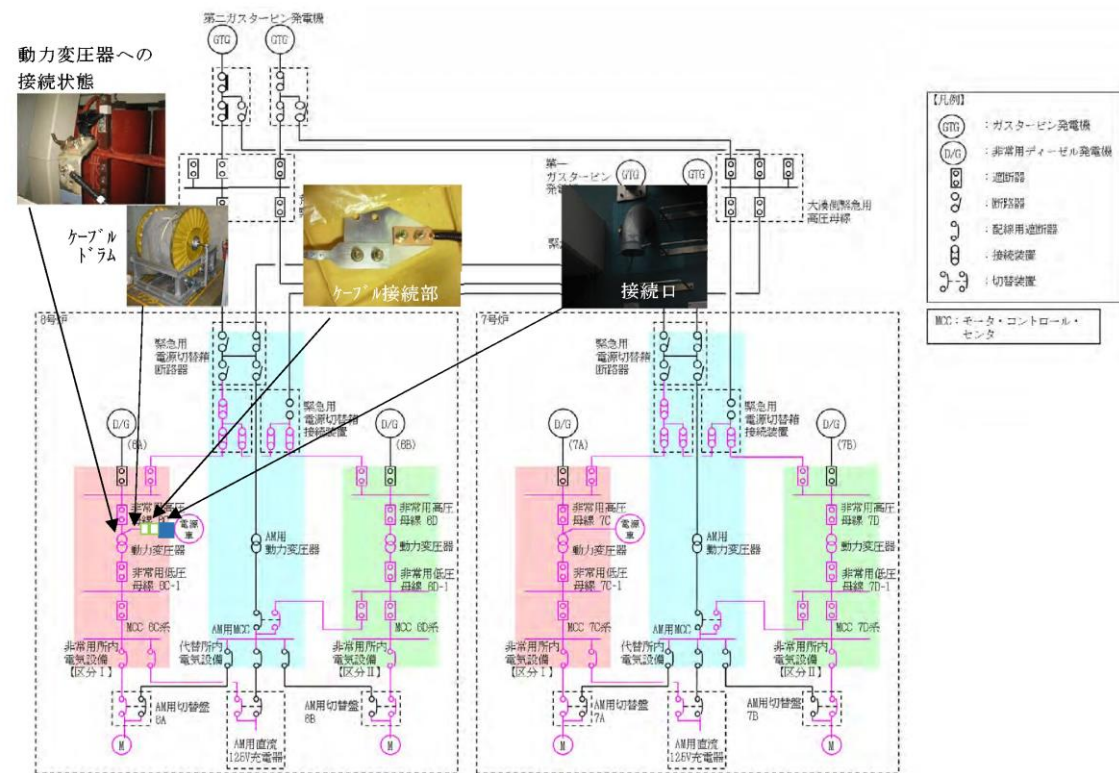 第二ガスタービン発電機
GTG
GTG
動力変圧器への
接続状態
ケーブル
ドラム
ケーブル接続部
接続口
第一
GTG
GTG
大湊側緊急用
高圧母線
【凡例】
GTG
：ガスタービン発電機
D/G
：非常用ディーゼル発電機
：遮断器
：断路器
：配線用遮断器
：接続装置
：切替装置
MCC：モータ・コントロール・
センタ
6号炉
緊急用
電源切替箱
断路器
緊急用
電源切替箱
接続装置
D/G
(6A)
D/G
(6B)
非常用高圧
電源
車
動力変圧器
非常用低圧
母線 6C-1
MCC 6C系
非常用所内
電気設備
【区分Ⅰ】
AM用
動力変圧器
AM用MCC
代替所内
電気設備
非常用高圧
母線 6D
動力変圧器
非常用低圧
母線 6D-1
MCC 6D系
非常用所内
電気設備
【区分Ⅱ】
AM用切替盤
6A
AM用切替盤
6B
M
AM用直流
125V充電器
M
7号炉
緊急用
電源切替箱
断路器
緊急用
電源切替箱
接続装置
D/G
(7A)
D/G
(7B)
非常用高圧
母線 7C
電源
車
動力変圧器
非常用低圧
母線 7C-1
MCC 7C系
非常用所内
電気設備
【区分Ⅰ】
AM用
動力変圧器
AM用MCC
代替所内
電気設備
非常用高圧
母線 7D
動力変圧器
非常用低圧
母線 7D-1
MCC 7D系
非常用所内
電気設備
【区分Ⅱ】
AM用切替盤
7A
AM用切替盤
7B
M
AM用直流
125V充電器
M